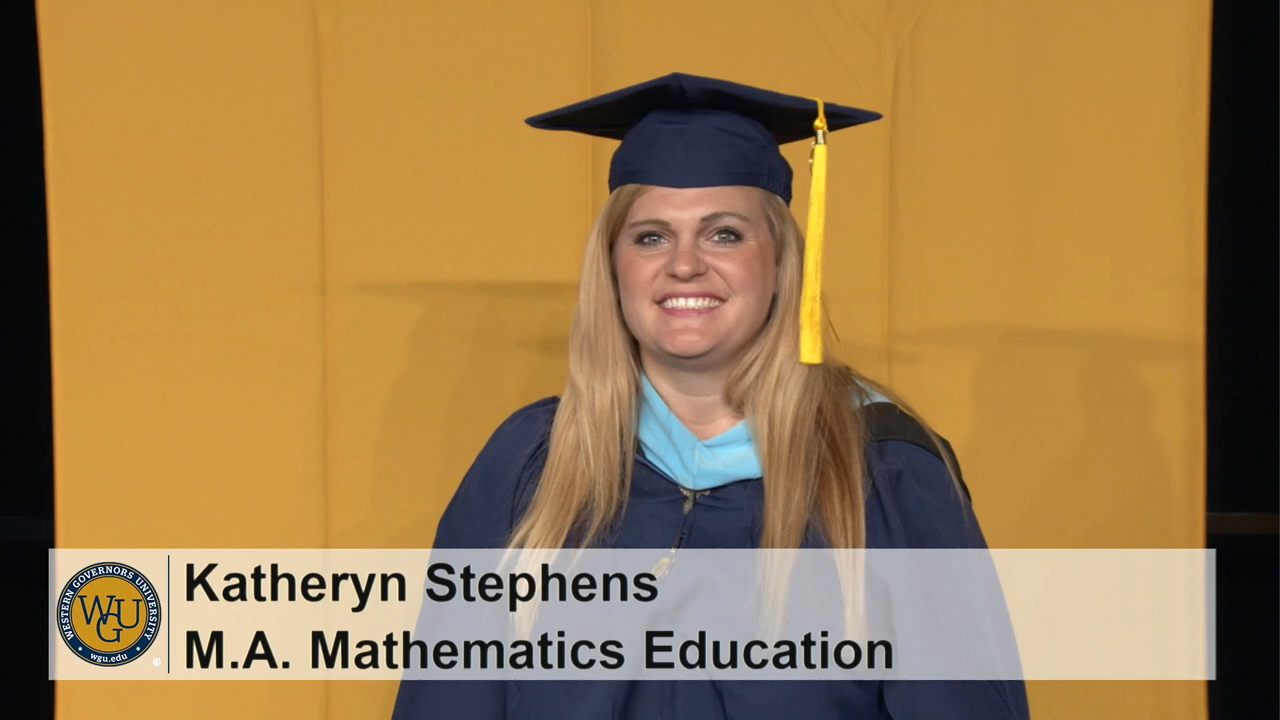 WESTERN GOVERNORS UNIVERSITY
WGU
wgu.edu
Katheryn Stephens
M.A. Mathematics Education